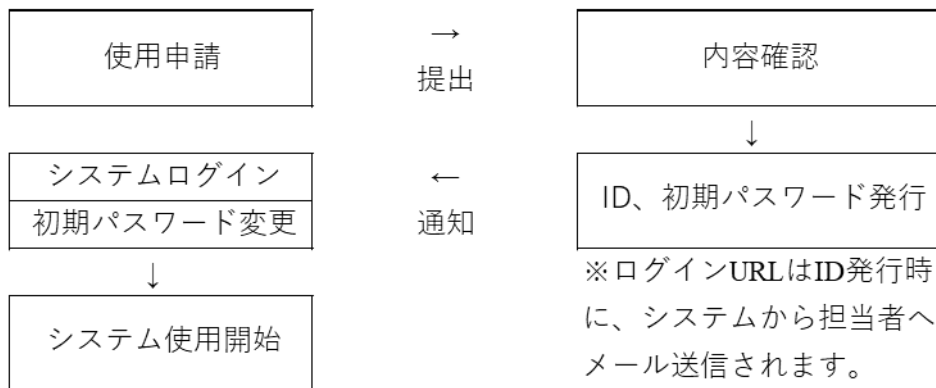 使用申請
→
提出
内容確認
↓
システムログイン
初期パスワード変更
←
通知
ID、初期パスワード発行
↓
※ログインURLはID発行時
に、システムから担当者へ
メール送信されます。
システム使用開始